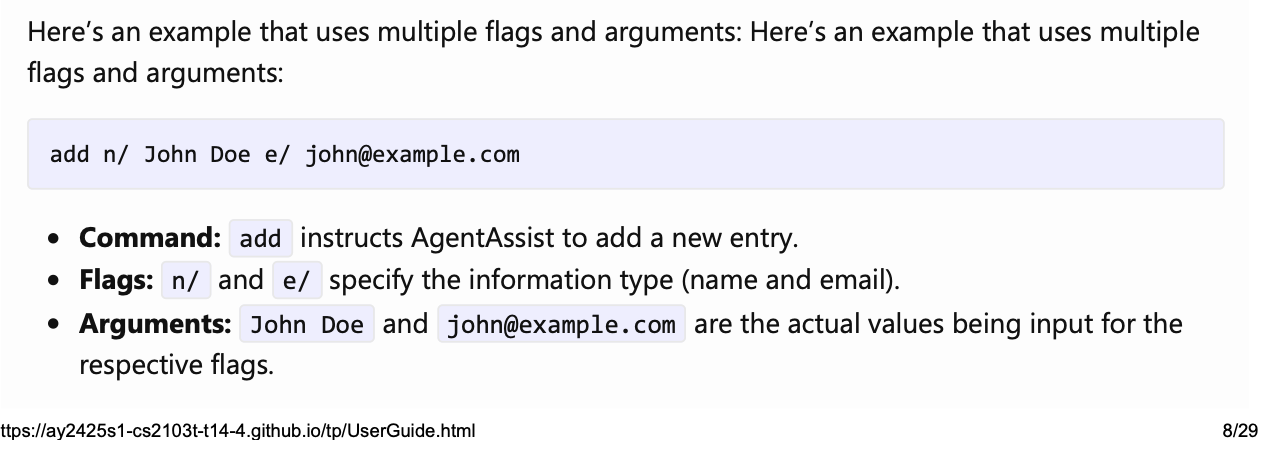 Here’s an example that uses multiple flags and arguments: Here’s an example that uses multiple
flags and arguments:
add n/ John Doe e/ john@example.com
• Command: add instructs AgentAssist to add a new entry.
• Flags: n/ and e/ specify the information type (name and email).
• Arguments: John Doe and john@example.com are the actual values being input for the
respective flags.
ttps://ay2425s1-cs2103t-t14-4.github.io/tp/UserGuide.html 8/29